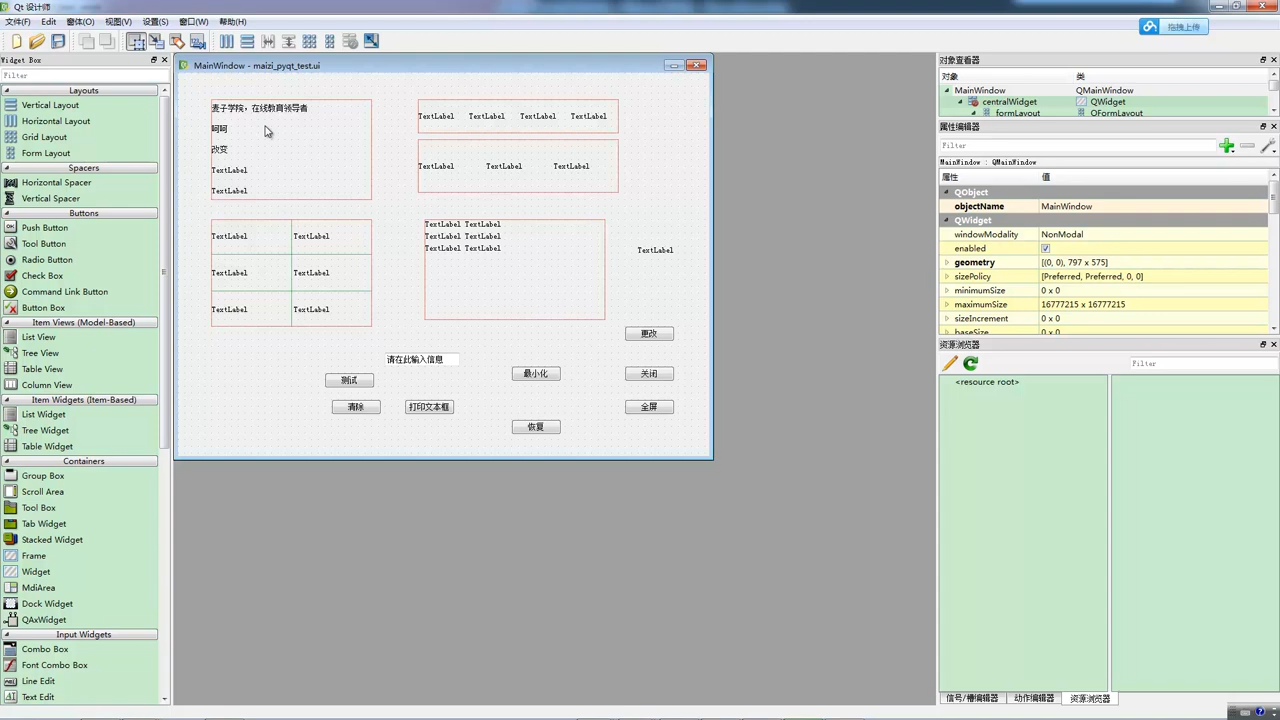 Qt 设计师
文件(F) Edit 窗体(O) 视图(V) 设置(S) 窗口(W) 帮助(H)
拖拽上传
Widget Box
Filter
Layouts
Vertical Layout
Horizontal Layout
Grid Layout
Form Layout
Spacers
Horizontal Spacer
Vertical Spacer
Buttons
Push Button
Tool Button
Radio Button
Check Box
Command Link Button
Button Box
Item Views (Model-Based)
List View
Tree View
Table View
Column View
Item Widgets (Item-Based)
List Widget
Tree Widget
Table Widget
Containers
Group Box
Scroll Area
Tool Box
Tab Widget
Stacked Widget
Frame
Widget
MdiArea
Dock Widget
QAxWidget
Input Widgets
Combo Box
Font Combo Box
Line Edit
Text Edit
MainWindow - maizi_pyqt_test.ui
麦子学院，在线教育领导者
呵呵
改变
TextLabel
TextLabel
TextLabel TextLabel TextLabel TextLabel
TextLabel TextLabel TextLabel
TextLabel TextLabel
TextLabel TextLabel
TextLabel TextLabel
TextLabel TextLabel
TextLabel TextLabel
TextLabel TextLabel
TextLabel
更改
请在此输入信息
测试
最小化
关闭
清除
打印文本框
全屏
恢复
对象查看器
对象 类
MainWindow QMainWindow
centralWidget QWidget
formLayout QFormLayout
属性编辑器
Filter
MainWindow : QMainWindow
属性 值
QObject
objectName MainWindow
QWidget
windowModality NonModal
enabled
geometry [(0, 0), 797 x 575]
sizePolicy [Preferred, Preferred, 0, 0]
minimumSize 0 x 0
maximumSize 16777215 x 16777215
sizeIncrement 0 x 0
baseSize 0 x 0
资源浏览器
Filter
<resource root>
信号/槽编辑器 动作编辑器 资源浏览器